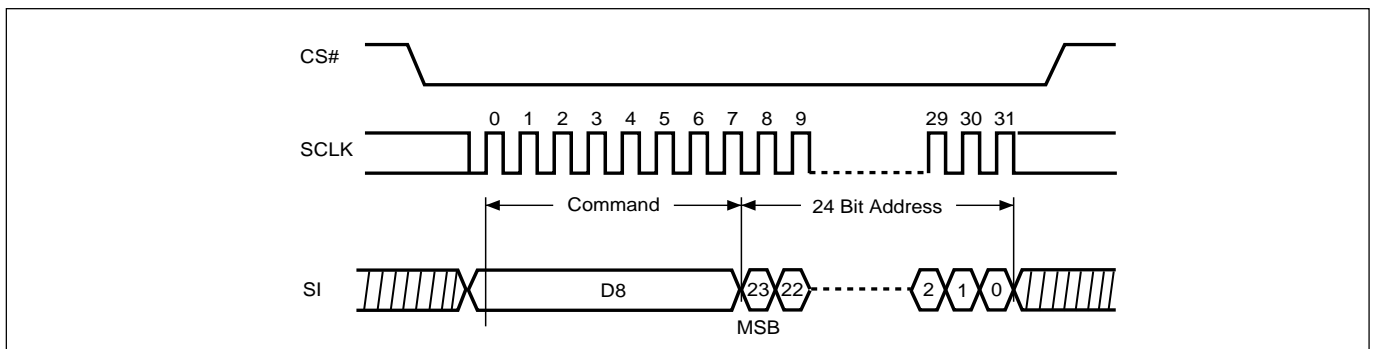 CS#
0 1 2 3 4 5 6 7 8 9 29 30 31
SCLK
Command 24 Bit Address
SI D8 23 22 2 1 0
MSB